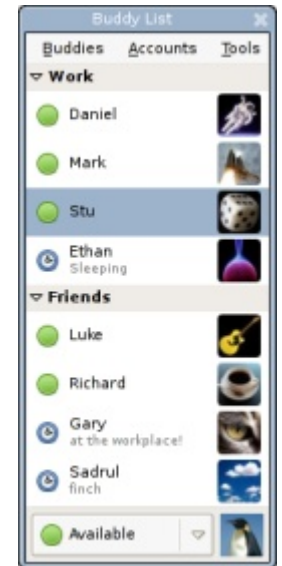 Buddy List
Buddies Accounts Tools
Work
Daniel
Mark
Stu
Ethan
Sleeping
Friends
Luke
Richard
Gary
at the workplace!
Sadrul
finch
Available